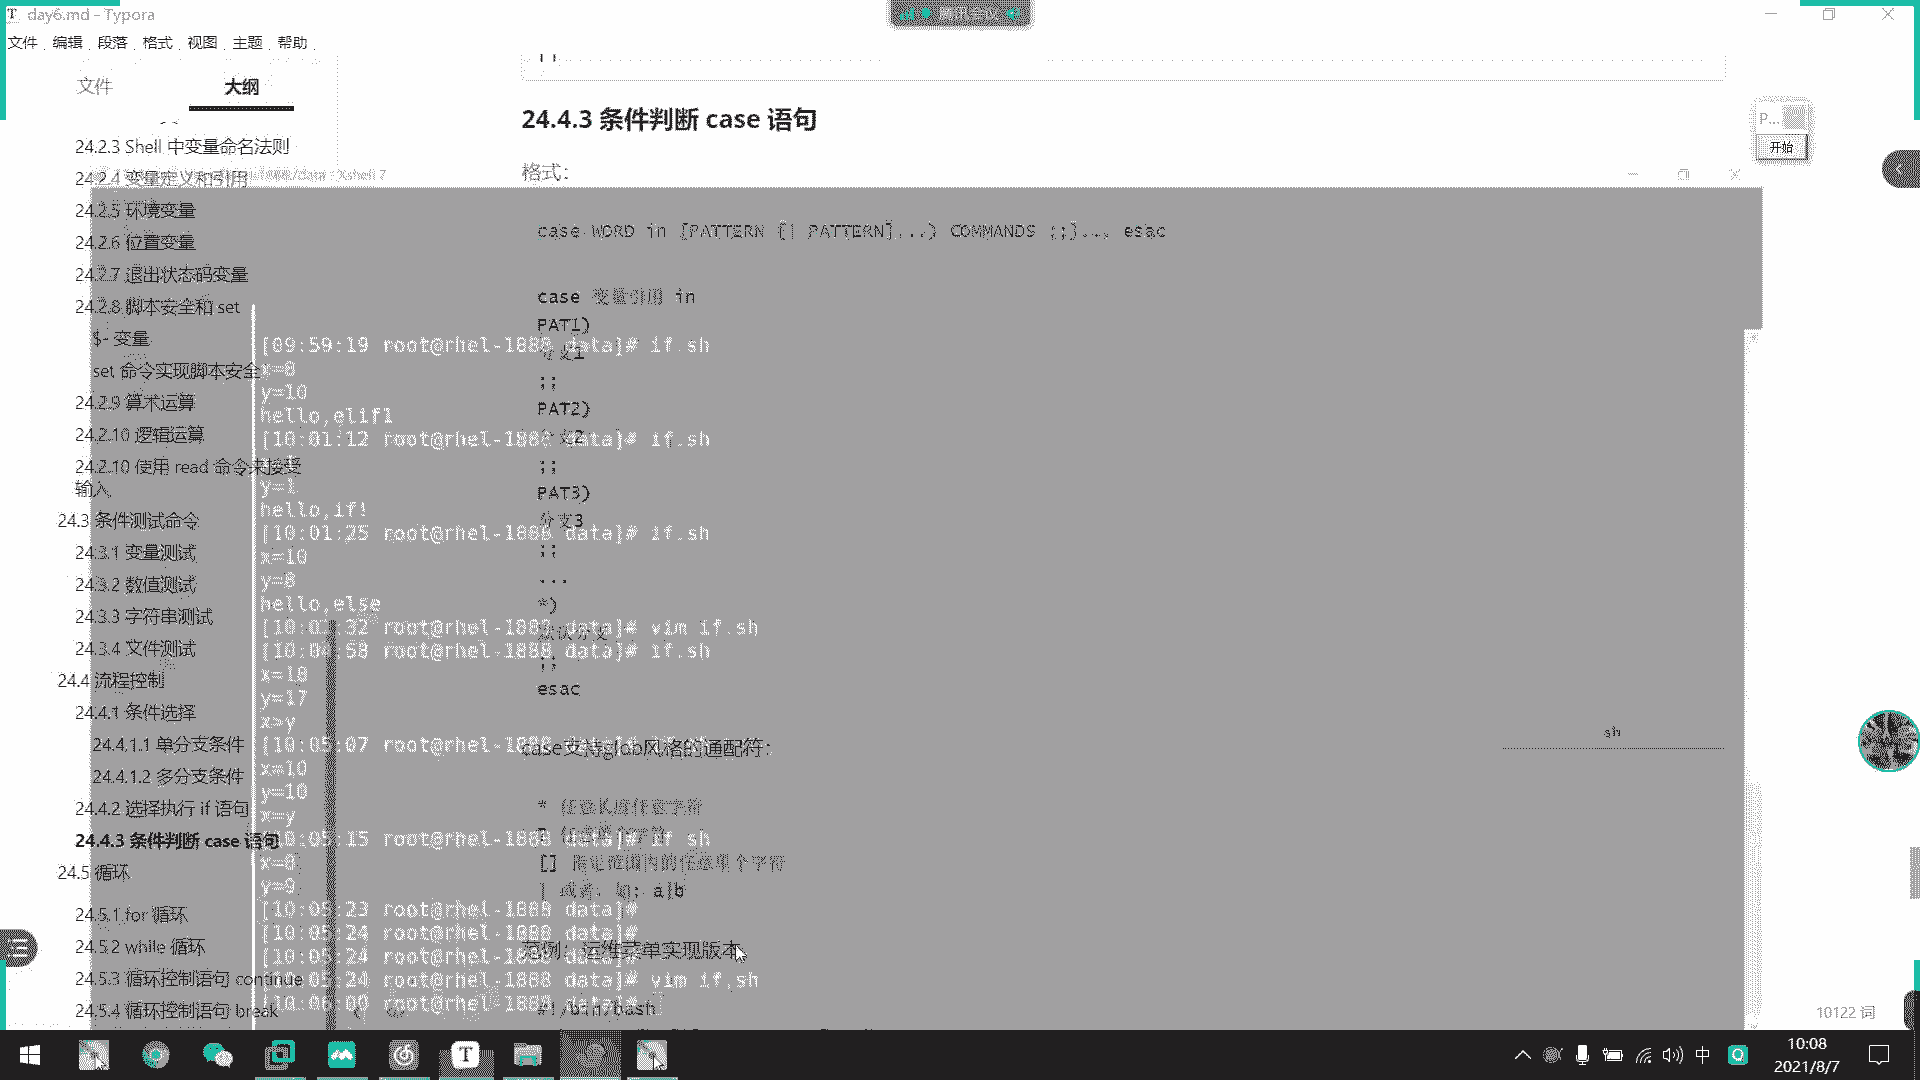 day6.md - Typora
腾讯会议
文件 编辑 段落 格式 视图 主题 帮助
文件
大纲
24.2.3 Shell 中变量命名法则
24.2.4 变量定义和引用
24.2.5 环境变量
24.2.6 位置变量
24.2.7 退出状态码变量
24.2.8 脚本安全和 set
$- 变量
set 命令实现脚本安全
24.2.9 算术运算
24.2.10 逻辑运算
24.2.10 使用 read 命令来接受
输入
24.3 条件测试命令
24.3.1 变量测试
24.3.2 数值测试
24.3.3 字符串测试
24.3.4 文件测试
24.4 流程控制
24.4.1 条件选择
24.4.1.1 单分支条件
24.4.1.2 多分支条件
24.4.2 选择执行 if 语句
24.4.3 条件判断 case 语句
24.5 循环
24.5.1 for 循环
24.5.2 while 循环
24.5.3 循环控制语句 continue
24.5.4 循环控制语句 break
24.4.3 条件判断 case 语句
格式：
case WORD in [PATTERN [| PATTERN]...) COMMANDS ;;]... esac
case 变量引用 in
PAT1)
分支1
;;
PAT2)
;;
PAT3)
分支3
;;
...
*)
默认分支
;;
esac
case支持glob风格的通配符：
* 任意长度任意字符
[] 指定范围内的任意单个字符
| 或者，如: a|b
范例：运维菜单实现版本
#!/bin/bash
/data - Xshell 7
[09:59:19 root@rhel-1888 data]# if.sh
x=8
y=10
hello,elif1
[10:01:12 root@rhel-1888 data]# if.sh
y=1
hello,if!
[10:01:25 root@rhel-1888 data]# if.sh
x=10
y=8
hello,else
root@rhel-1888 data]# vim if.sh
[10:04:58 root@rhel-1888 data]# if.sh
x=18
y=17
x>y
[10:05:07 root@rhel-1888 data]#
x=10
y=10
x=y
[10:05:15 root@rhel-1888 data]# if sh
x=8
y=9
[10:05:23 root@rhel-1888 data]#
[10:05:24 root@rhel-1888 data]#
[10:05:24 root@rhel-1888 data]#
[10:05:24 root@rhel-1888 data]# vim if.sh
[10:06:00 root@rhel-1888 data]#
P...
开始
sh
10122 词
中
10:08
2021/8/7